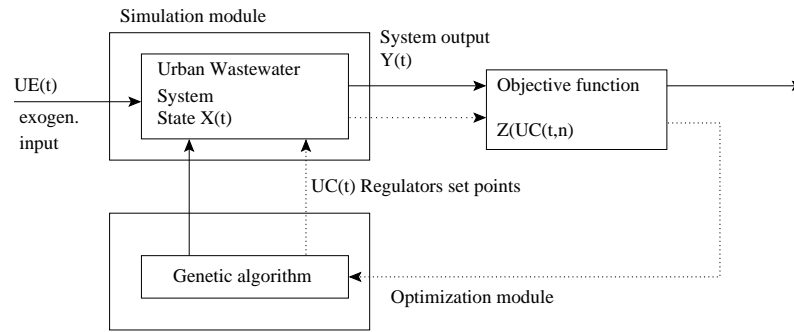 Simulation module
System output
Y(t)
UE(t)
exogen.
input
Urban Wastewater
System
State X(t)
Objective function
Z(UC(t,n)
UC(t) Regulators set points
Genetic algorithm
Optimization module